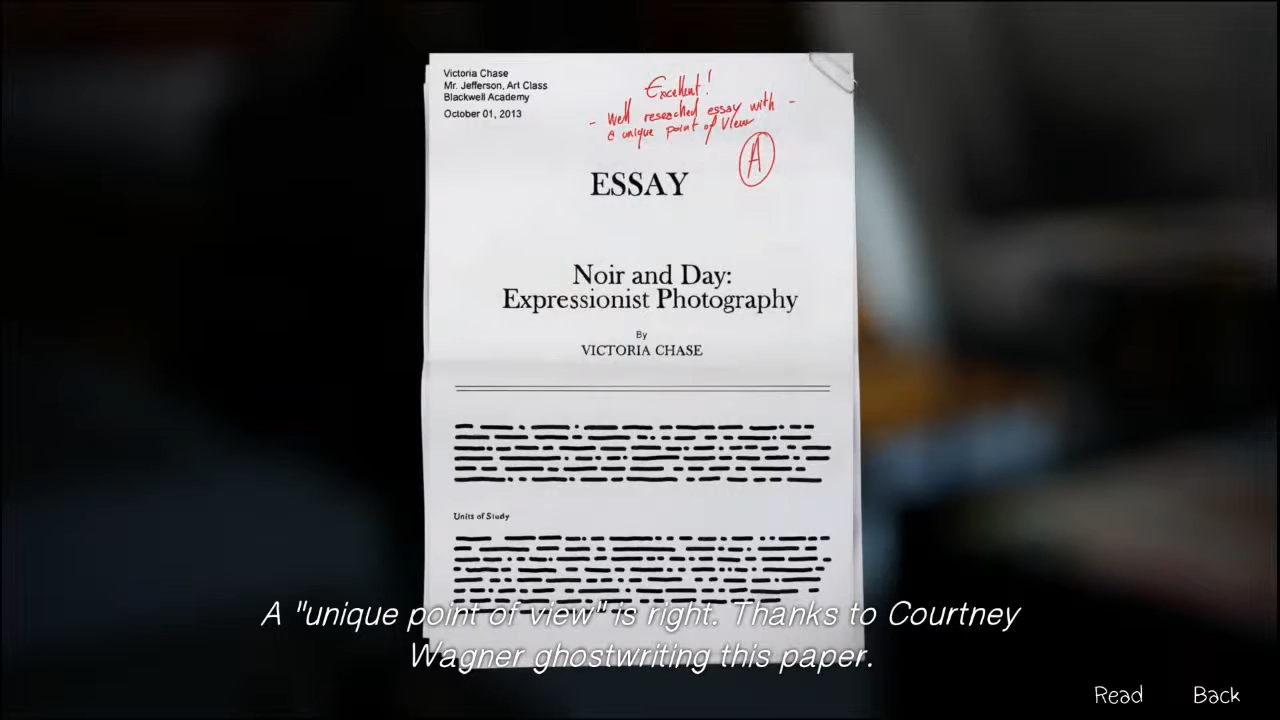 Victoria Chase
Mr. Jefferson, Art Class
Blackwell Academy
October 01, 2013
Excellent!
- Well reseached essay with -
a unique point of View
A
ESSAY
Noir and Day:
Expressionist Photography
By
VICTORIA CHASE
Units of Study
A "unique point of view" is right. Thanks to Courtney
Wagner ghostwriting this paper.
Read Back